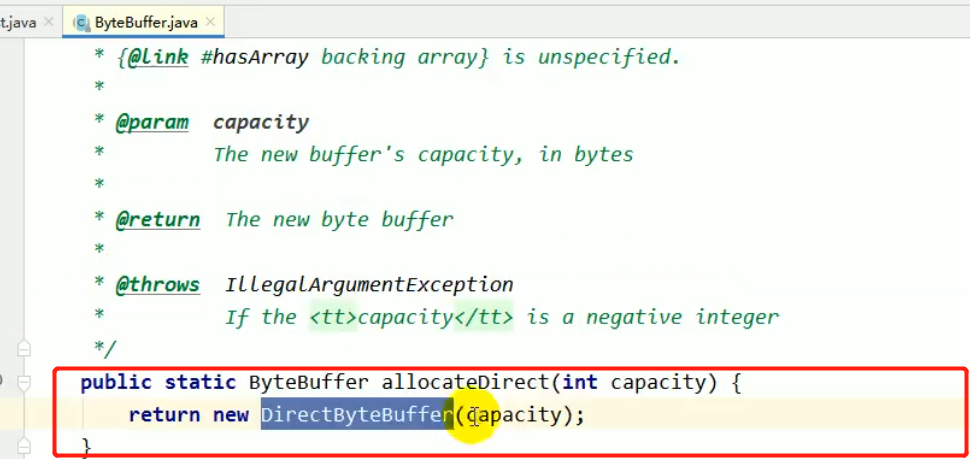 t.java × ByteBuffer.java ×
* {@link #hasArray backing array} is unspecified.
*
* @param capacity
* The new buffer's capacity, in bytes
*
* @return The new byte buffer
*
* @throws IllegalArgumentException
* If the <tt>capacity</tt> is a negative integer
*/
public static ByteBuffer allocateDirect(int capacity) {
return new DirectByteBuffer(capacity);
}